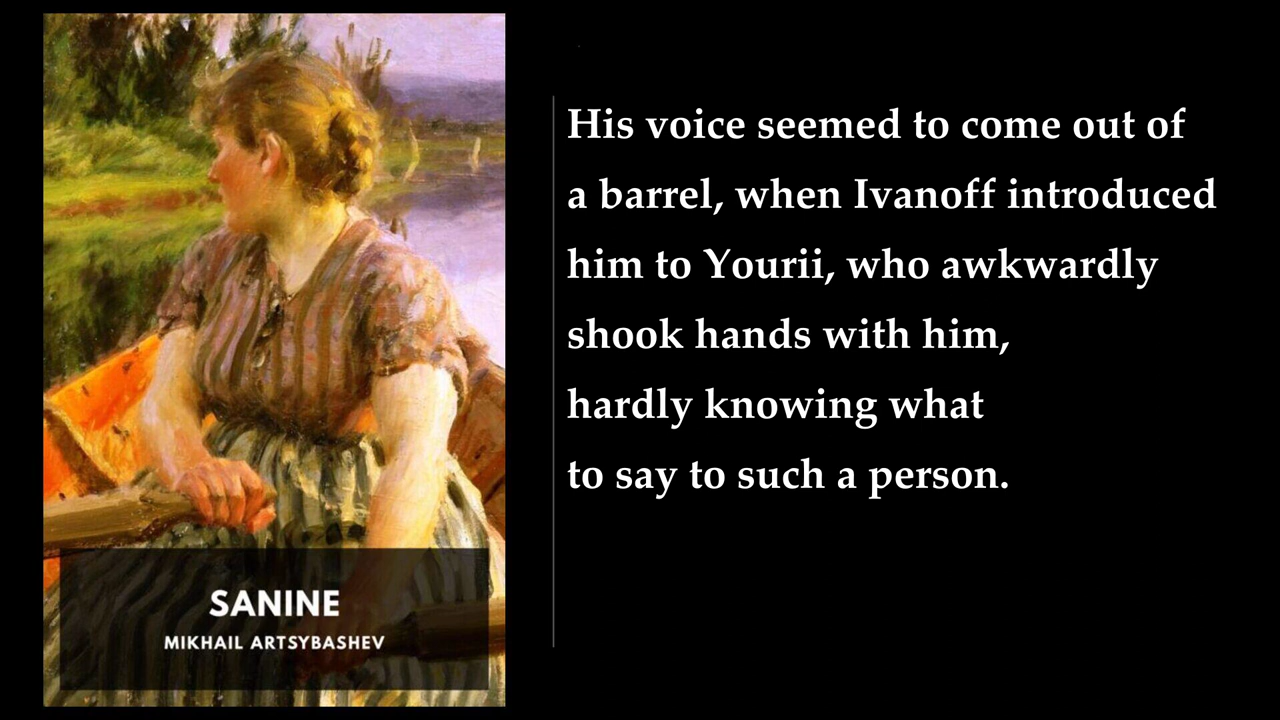 SANINE
MIKHAIL ARTSYBASHEV
His voice seemed to come out of
a barrel, when Ivanoff introduced
him to Yourii, who awkwardly
shook hands with him,
hardly knowing what
to say to such a person.